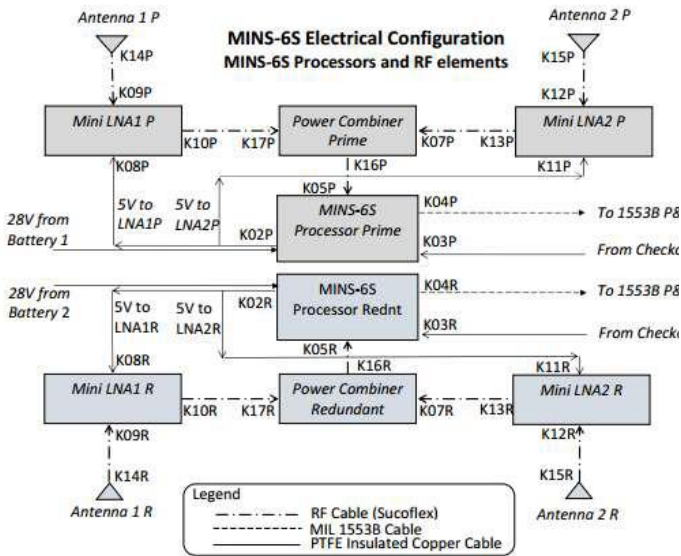 Antenna 1 P
Antenna 2 P
MINS-6S Electrical Configuration
MINS-6S Processors and RF elements
K14P
K15P
K09P
K12P
Mini LNA1 P
Power Combiner
Prime
Mini LNA2 P
K10P
K17P
K07P
K13P
K08P
K16P
K11P
K05P
5V to
LNA1P
5V to
LNA2P
MINS-6S
Processor Prime
K04P
To 1553B P&
28V from
Battery 1
K02P
K03P
From Checko
28V from
Battery 2
K02R
MINS-6S
Processor Rednt
K04R
To 1553B P&
5V to
LNA1R
5V to
LNA2R
K03R
From Checko
K05R
K08R
K16R
K11R
Mini LNA1 R
Power Combiner
Redundant
Mini LNA2 R
K10R
K17R
K07R
K13R
K09R
K12R
K14R
K15R
Antenna 1 R
Antenna 2 R
Legend
RF Cable (Sucoflex)
MIL 1553B Cable
PTFE Insulated Copper Cable